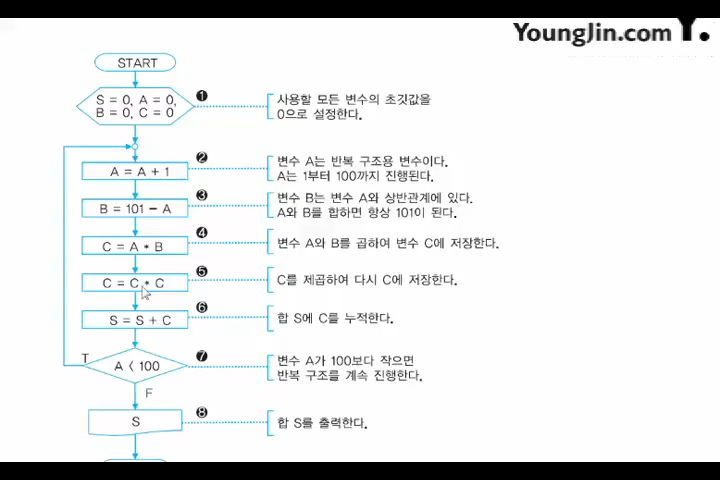 YoungJin.com Y.
START
❶
S = 0, A = 0,
B = 0, C = 0
사용할 모든 변수의 초깃값을
0으로 설정한다.
❷
A = A + 1
변수 A는 반복 구조용 변수이다.
A는 1부터 100까지 진행된다.
❸
B = 101 - A
변수 B는 변수 A와 상반관계에 있다.
A와 B를 합하면 항상 101이 된다.
❹
C = A * B
변수 A와 B를 곱하여 변수 C에 저장한다.
❺
C = C * C
C를 제곱하여 다시 C에 저장한다.
❻
S = S + C
합 S에 C를 누적한다.
❼
T
A < 100
변수 A가 100보다 작으면
반복 구조를 계속 진행한다.
F
❽
S
합 S를 출력한다.